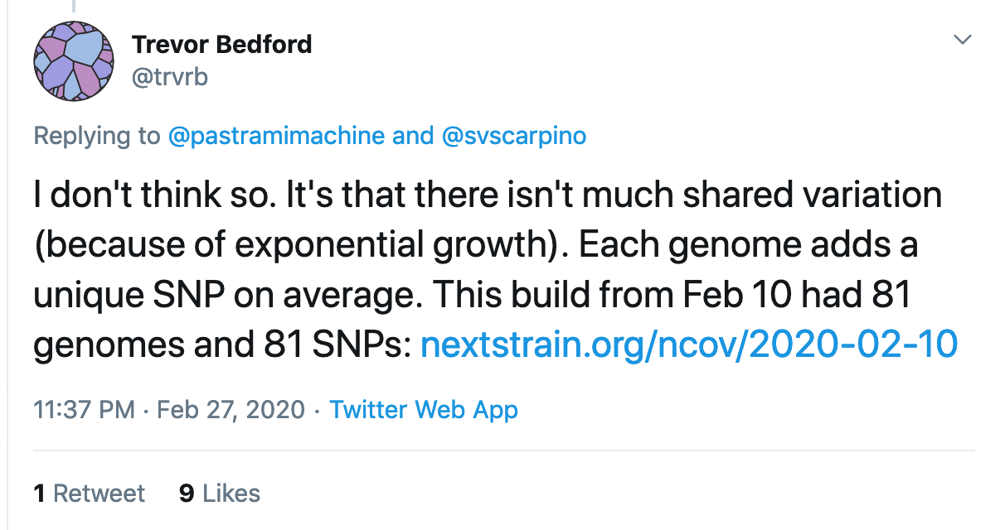 Trevor Bedford
@trvrb
Replying to @pastramimachine and @svscarpino
I don't think so. It's that there isn't much shared variation
(because of exponential growth). Each genome adds a
unique SNP on average. This build from Feb 10 had 81
genomes and 81 SNPs: nextstrain.org/ncov/2020-02-10
11:37 PM · Feb 27, 2020 · Twitter Web App
1 Retweet 9 Likes